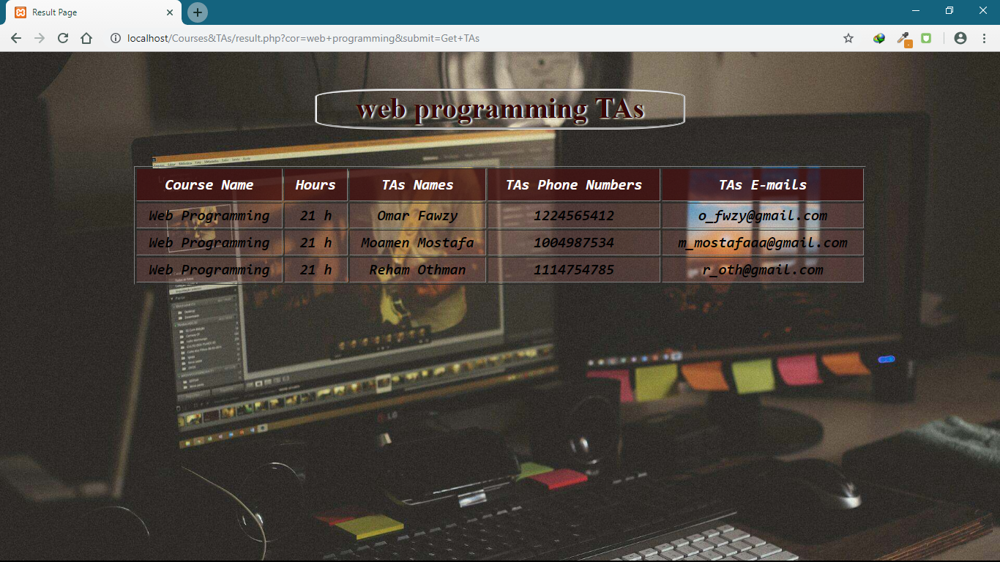 Result Page
localhost/Courses&TAs/result.php?cor=web+programming&submit=Get+TAs
web programming TAs
Course Name Hours TAs Names TAs Phone Numbers TAs E-mails
Web Programming 21 h Omar Fawzy 1224565412 o_fwzy@gmail.com
Web Programming 21 h Moamen Mostafa 1004987534 m_mostafaaa@gmail.com
Web Programming 21 h Reham Othman 1114754785 r_oth@gmail.com
LG